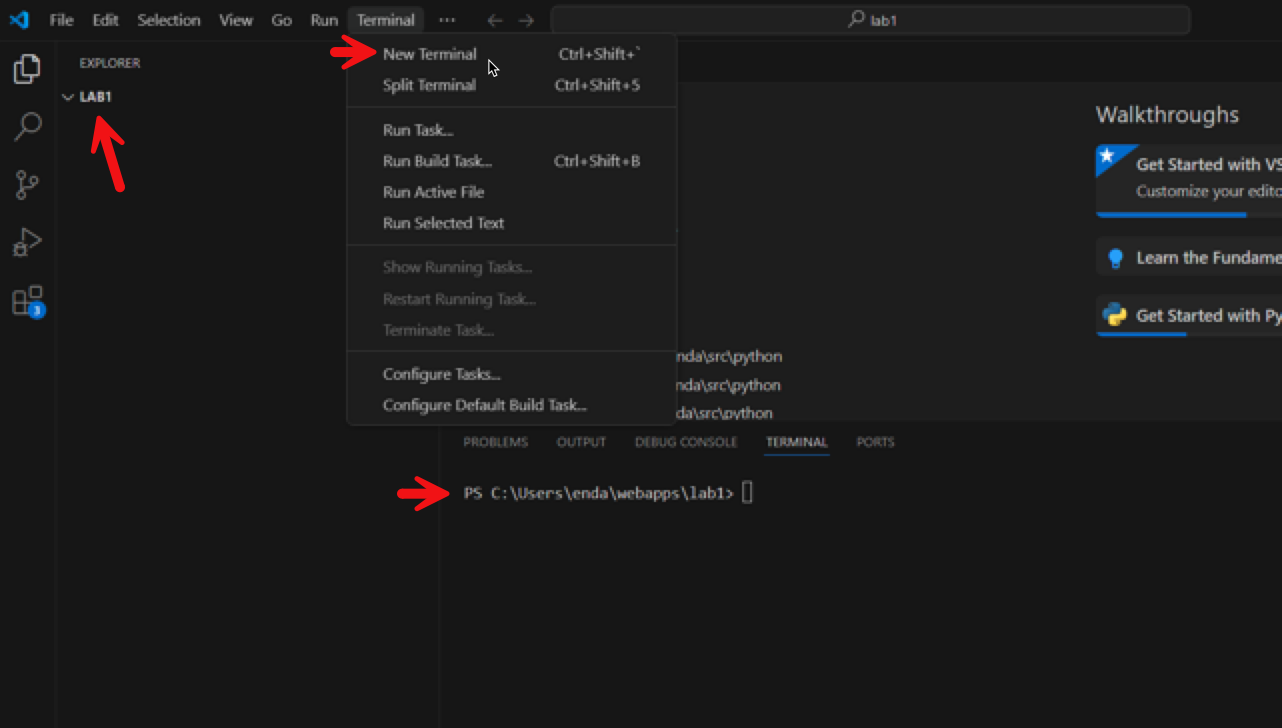 File Edit Selection View Go Run Terminal ··· lab1
EXPLORER
LAB1
New Terminal Ctrl+Shift+`
Split Terminal Ctrl+Shift+5
Run Task...
Run Build Task... Ctrl+Shift+B
Run Active File
Run Selected Text
Show Running Tasks...
Restart Running Task...
Terminate Task...
Configure Tasks...
Configure Default Build Task...
Walkthroughs
Get Started with VS
Customize your edito
Learn the Fundame
Get Started with Py
3
nda\src\python
nda\src\python
da\src\python
PROBLEMS OUTPUT DEBUG CONSOLE TERMINAL PORTS
PS C:\Users\enda\webapps\lab1>